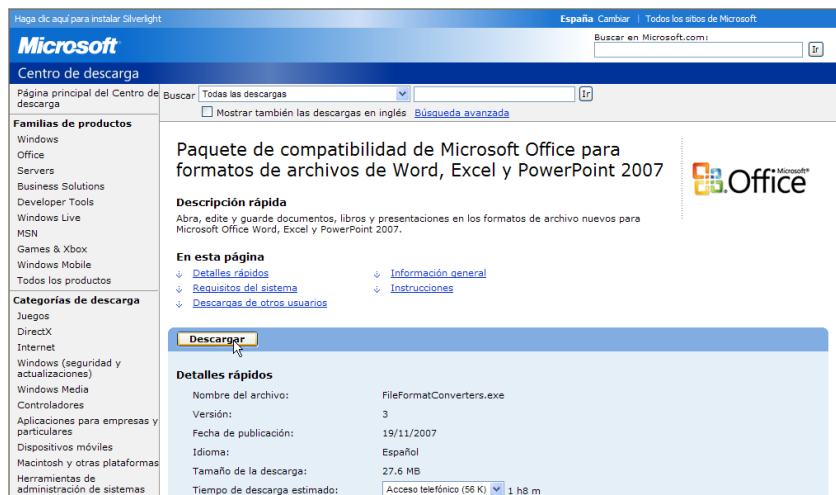 Haga clic aquí para instalar Silverlight
España Cambiar | Todos los sitios de Microsoft
Microsoft
Buscar en Microsoft.com:
Ir
Centro de descarga
Página principal del Centro de
descarga
Buscar Todas las descargas Ir
Mostrar también las descargas en inglés Búsqueda avanzada
Familias de productos
Windows
Office
Servers
Business Solutions
Developer Tools
Windows Live
MSN
Games & Xbox
Windows Mobile
Todos los productos
Categorías de descarga
Juegos
DirectX
Internet
Windows (seguridad y
actualizaciones)
Windows Media
Controladores
Aplicaciones para empresas y
particulares
Dispositivos móviles
Macintosh y otras plataformas
Herramientas de
administración de sistemas
Paquete de compatibilidad de Microsoft Office para
formatos de archivos de Word, Excel y PowerPoint 2007
Microsoft
Office
Descripción rápida
Abra, edite y guarde documentos, libros y presentaciones en los formatos de archivo nuevos para
Microsoft Office Word, Excel y PowerPoint 2007.
En esta página
Detalles rápidos
Información general
Requisitos del sistema
Instrucciones
Descargas de otros usuarios
Descargar
Detalles rápidos
Nombre del archivo: FileFormatConverters.exe
Versión: 3
Fecha de publicación: 19/11/2007
Idioma: Español
Tamaño de la descarga: 27.6 MB
Tiempo de descarga estimado: Acceso telefónico (56 K) 1 h8 m